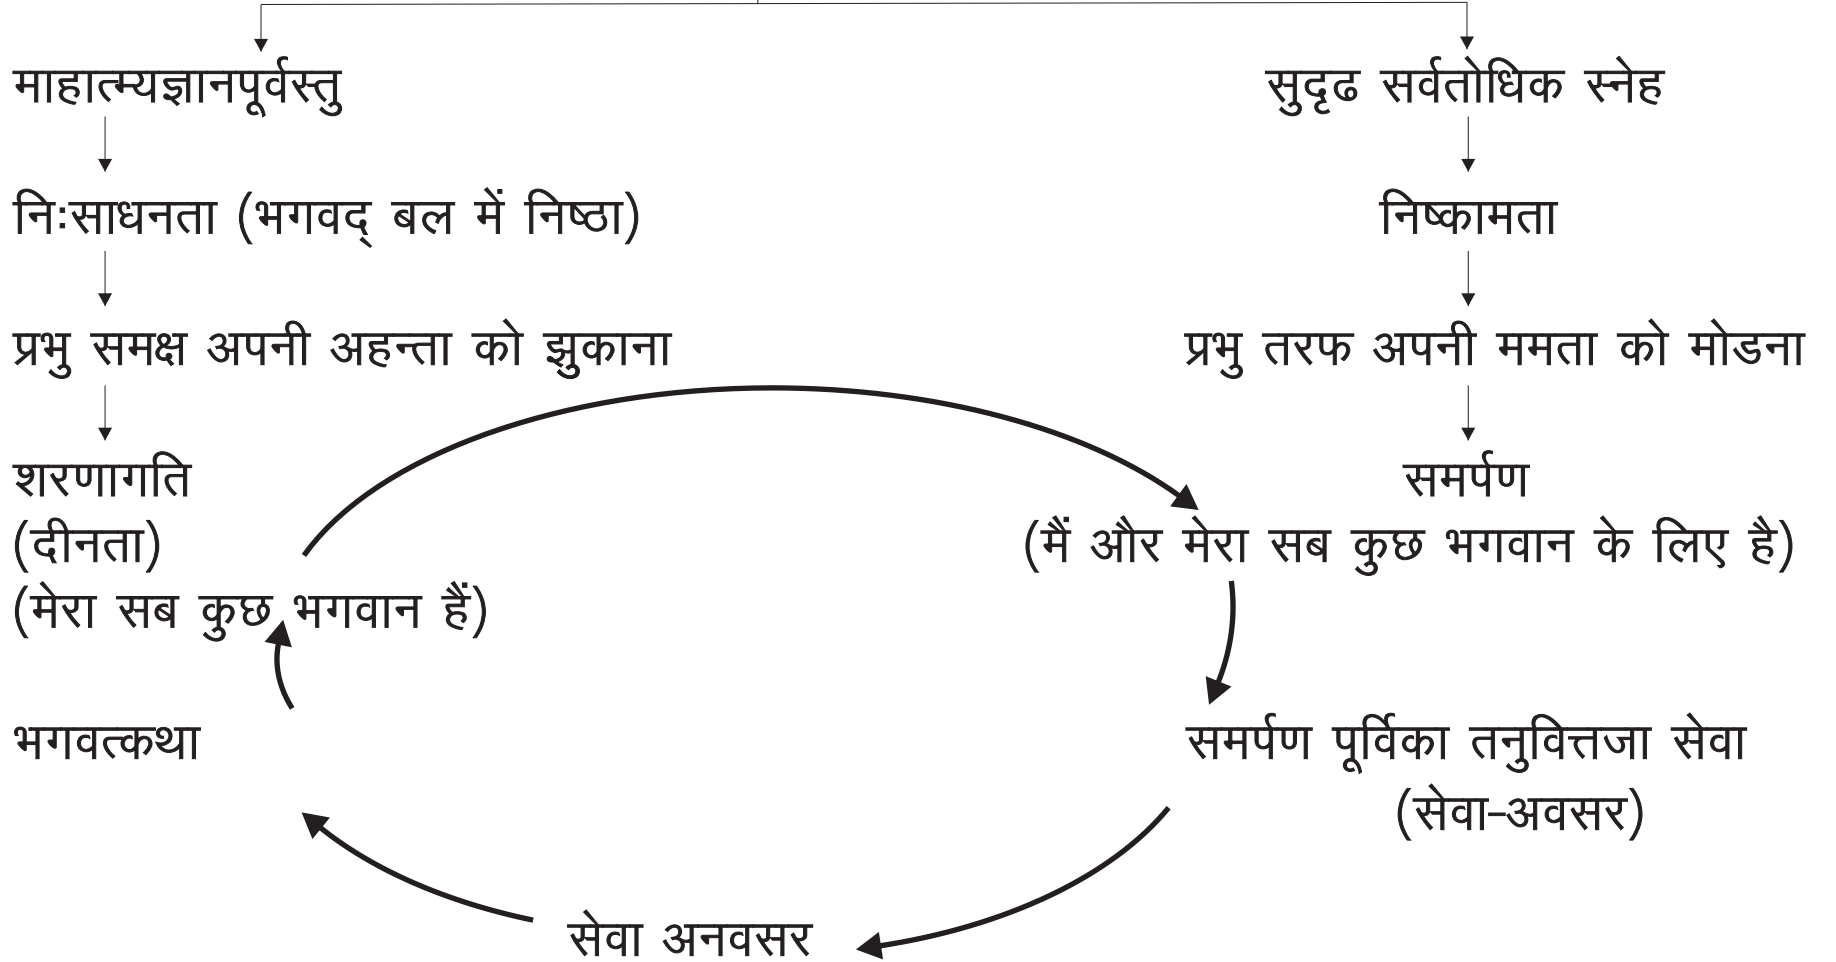 माहात्म्यज्ञानपूर्वस्तु
सुदृढ सर्वतोधिक स्नेह
निःसाधनता (भगवद् बल में निष्ठा)
निष्कामता
प्रभु समक्ष अपनी अहन्ता को झुकाना
प्रभु तरफ अपनी ममता को मोडना
शरणागति
(दीनता)
(मेरा सब कुछ भगवान हैं)
समर्पण
(मैं और मेरा सब कुछ भगवान के लिए है)
भगवत्कथा
समर्पण पूर्विका तनुवित्तजा सेवा
(सेवा-अवसर)
सेवा अनवसर